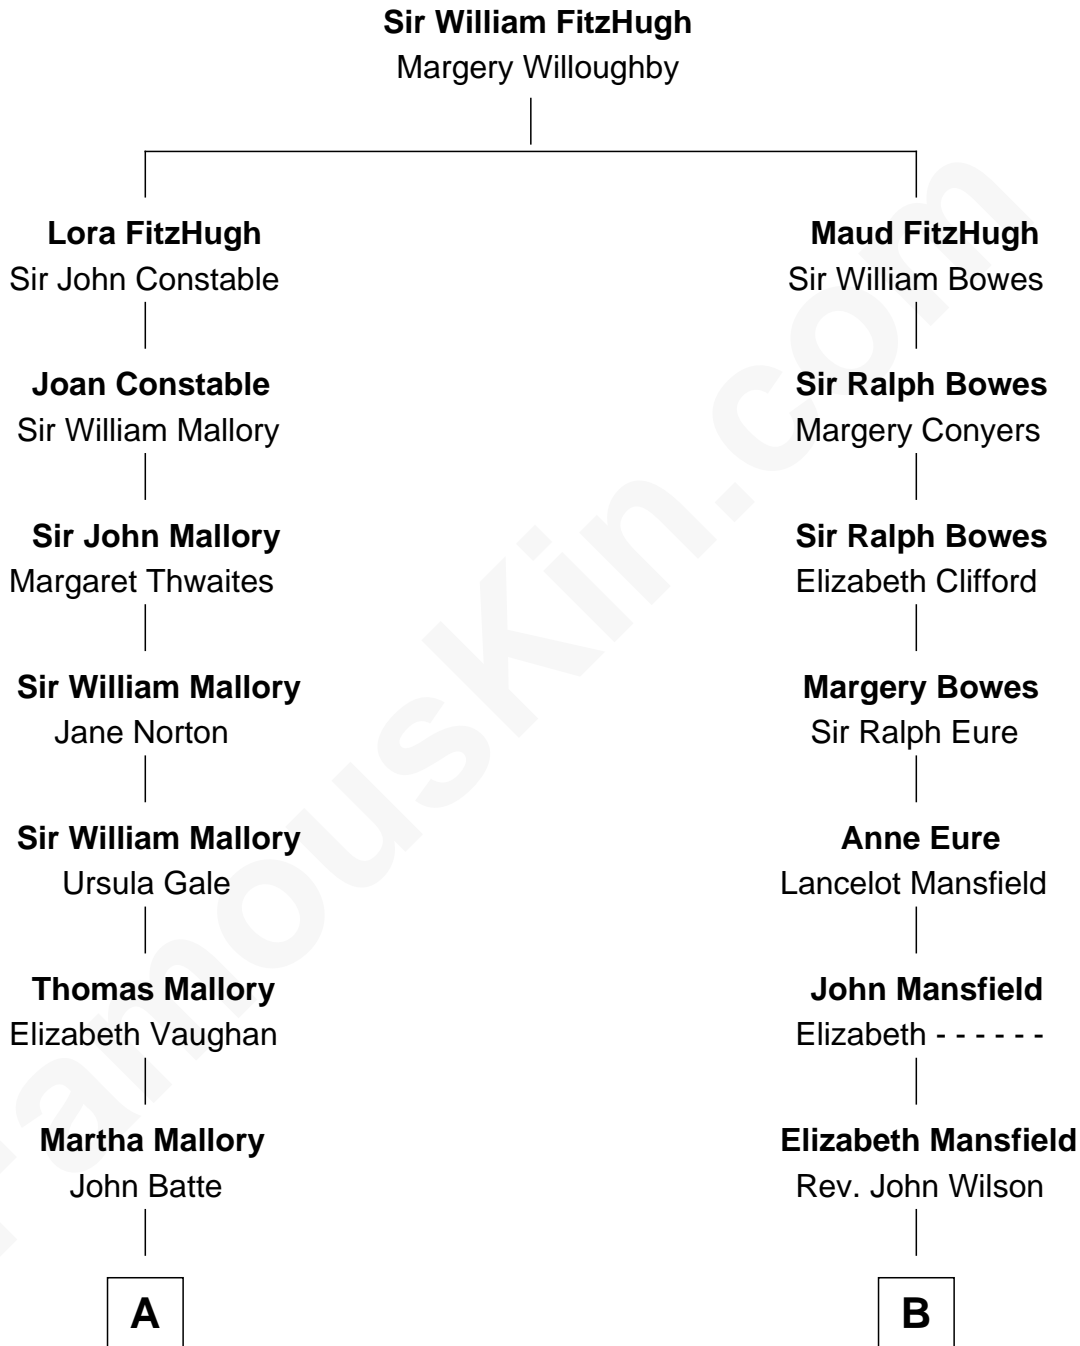 Sir William FitzHugh
Margery Willoughby
Lora FitzHugh
Sir John Constable
Maud FitzHugh
Sir William Bowes
Joan Constable
Sir William Mallory
Sir Ralph Bowes
Margery Conyers
Sir John Mallory
Margaret Thwaites
Sir Ralph Bowes
Elizabeth Clifford
Sir William Mallory
Jane Norton
Margery Bowes
Sir Ralph Eure
Sir William Mallory
Ursula Gale
Anne Eure
Lancelot Mansfield
Thomas Mallory
Elizabeth Vaughan
John Mansfield
Elizabeth - - - - - -
Martha Mallory
John Batte
Elizabeth Mansfield
Rev. John Wilson
A
B
FamousKin.com